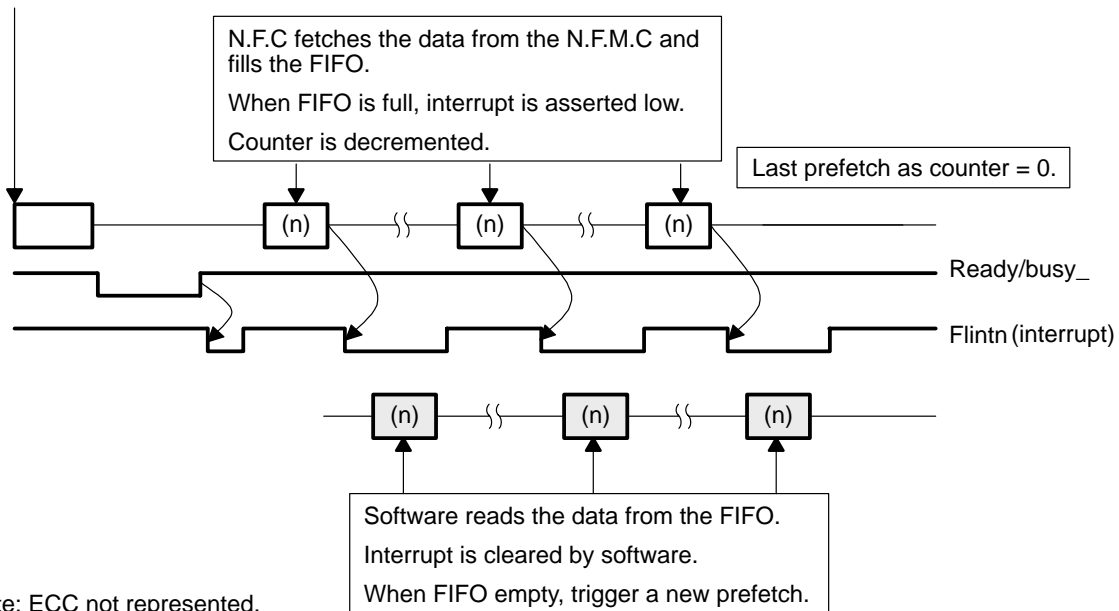 N.F.C fetches the data from the N.F.M.C and
fills the FIFO.
When FIFO is full, interrupt is asserted low.
Counter is decremented.
Last prefetch as counter = 0.
(n)
(n)
(n)
Ready/busy_
Flintn (interrupt)
(n)
(n)
(n)
Software reads the data from the FIFO.
Interrupt is cleared by software.
When FIFO empty, trigger a new prefetch.
: ECC not represented.